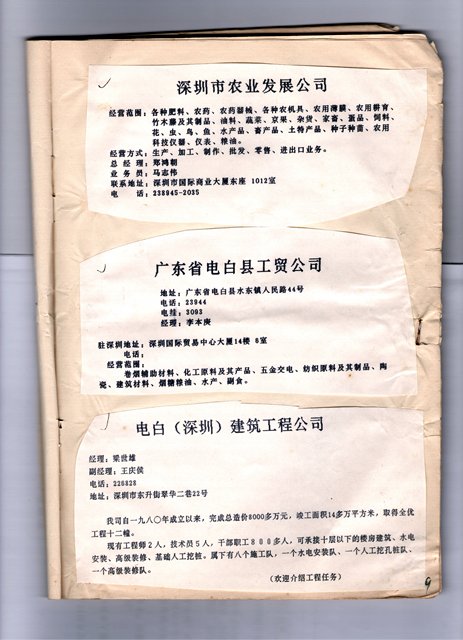 深圳市农业发展公司
经营范围：各种肥料、农药、农药器械、各种农机具、农用薄膜、农用耕育、
竹木藤及其制品、油料、蔬菜、京果、杂货、家畜、蛋品、饲料、
花、虫、鸟、鱼、水产品、畜产品、土特产品、种子种苗、农用
科技仪器、仪表、粮油。
经营方式：生产、加工、制作、批发、零售、进出口业务。
总 经 理：郑鸿朝
业 务 员：马志伟
联系地址：深圳市国际商业大厦东座 1012室
电　　话：238945-2035
广东省电白县工贸公司
地址：广东省电白县水东镇人民路44号
电话：23944
电挂：3093
经理：李本庚
驻深圳地址：深圳国际贸易中心大厦14楼 6室
电话：
经营范围：
卷烟辅助材料、化工原料及其产品、五金交电、纺织原料及其制品、陶
瓷、建筑材料、烟糖粮油、水产、副食。
电白（深圳）建筑工程公司
经理：梁世雄
副经理：王庆侯
电话：226828
地址：深圳市东升街翠华二巷22号
我司自一九八〇年成立以来，完成总造价8000多万元，竣工面积14多万平方米，取得全优
工程十二幢。
现有工程师2人，技术员5人，干部职工８００多人，可承接十层以下的楼房建筑、水电
安装、高级装修、基础人工挖桩。属下有八个施工队，一个水电安装队、一个人工挖孔桩队、
一个高级装修队。
（欢迎介绍工程任务）
9